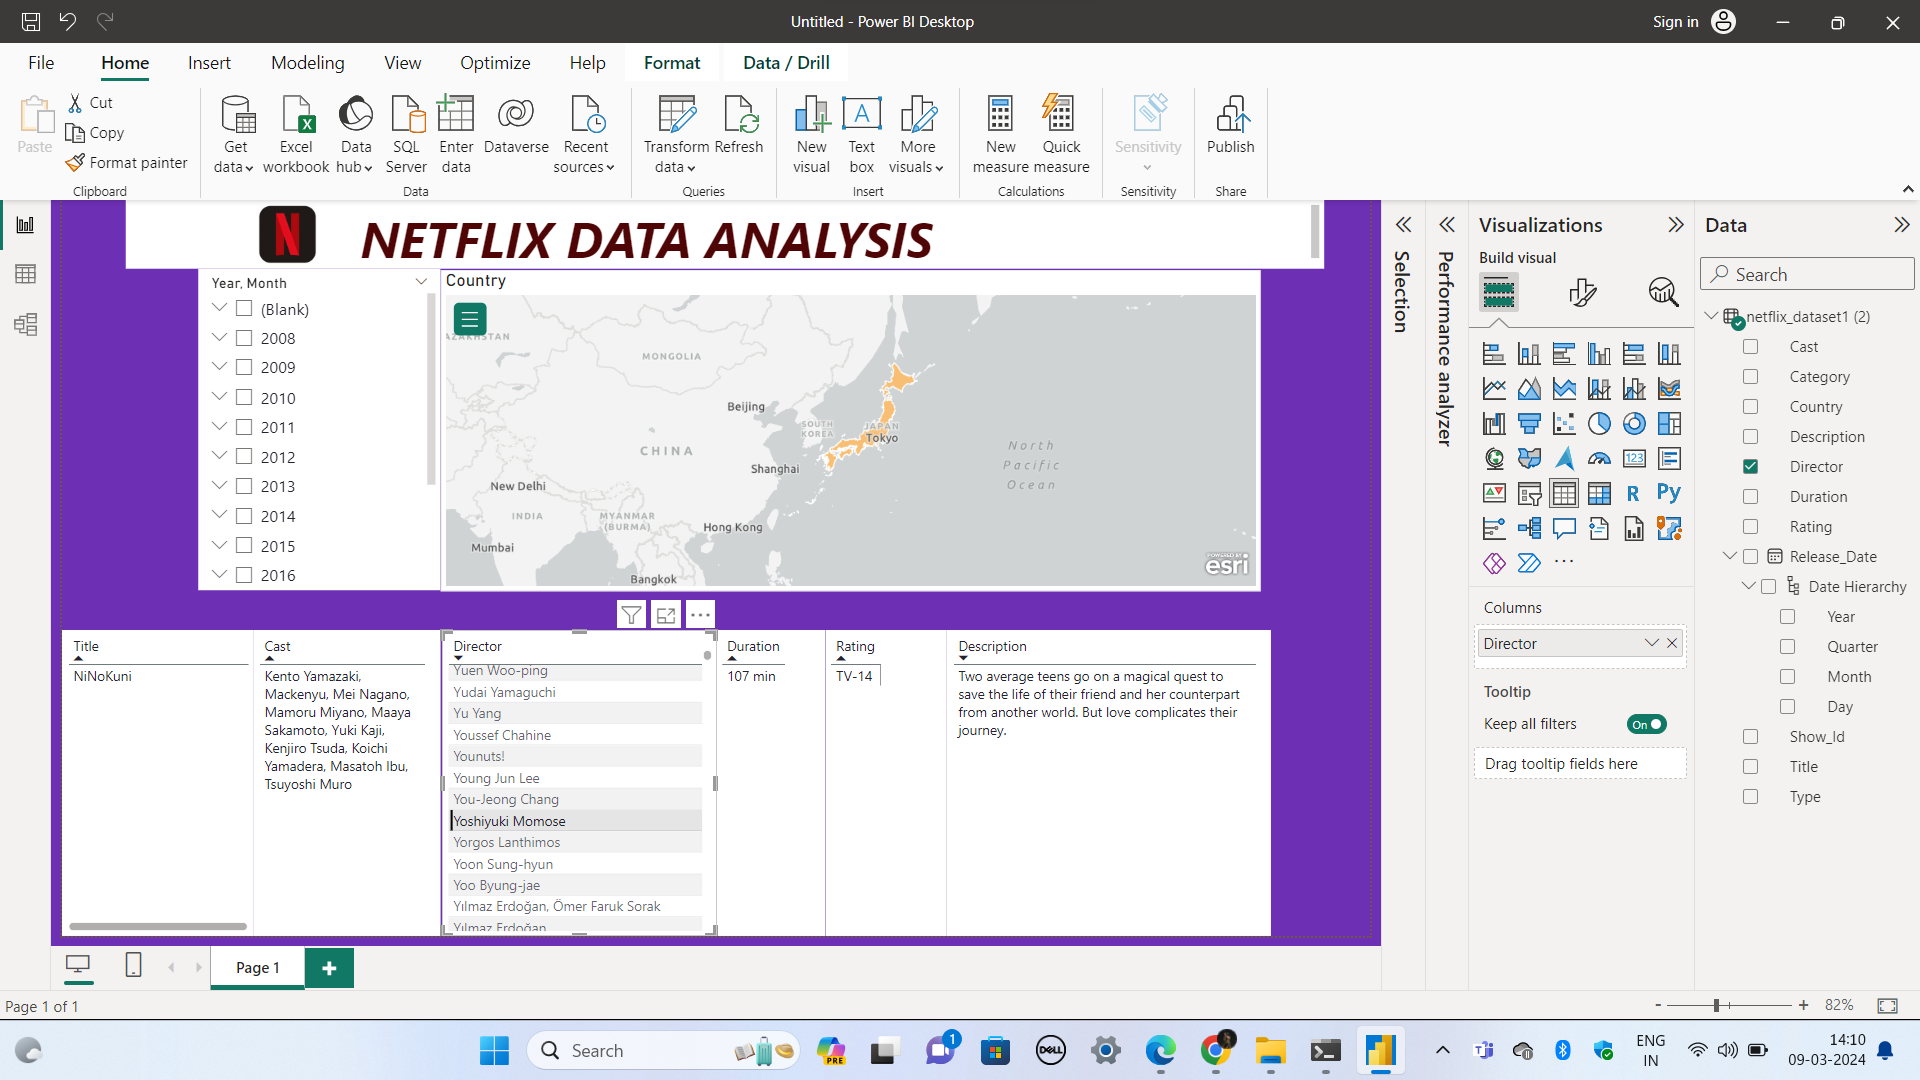 Untitled - Power BI Desktop
Sign in
File
Home
Insert
Modeling
View
Optimize
Help
Format
Data / Drill
Paste
Cut
Copy
Format painter
Clipboard
Get data
Excel workbook
Data hub
SQL Server
Enter data
Dataverse
Recent sources
Data
Transform data
Refresh
Queries
New visual
A
Text box
More visuals
Insert
New measure
Quick measure
Calculations
Sensitivity
Sensitivity
Publish
Share
N
NETFLIX DATA ANALYSIS
Year, Month
(Blank)
2008
2009
2010
2011
2012
2013
2014
2015
2016
Country
MONGOLIA
Beijing
SOUTH KOREA
JAPAN
Tokyo
CHINA
Shanghai
North Pacific Ocean
New Delhi
INDIA
MYANMAR (BURMA)
Hong Kong
Mumbai
Bangkok
POWERED BY
esri
Title
NiNoKuni
Cast
Kento Yamazaki,
Mackenyu, Mei Nagano,
Mamoru Miyano, Maaya
Sakamoto, Yuki Kaji,
Kenjiro Tsuda, Koichi
Yamadera, Masatoh Ibu,
Tsuyoshi Muro
Director
Yuen Woo-ping
Yudai Yamaguchi
Yu Yang
Youssef Chahine
Younuts!
Young Jun Lee
You-Jeong Chang
Yoshiyuki Momose
Yorgos Lanthimos
Yoon Sung-hyun
Yoo Byung-jae
Yılmaz Erdoğan, Ömer Faruk Sorak
Yılmaz Erdoğan
Duration
107 min
Rating
TV-14
Description
Two average teens go on a magical quest to
save the life of their friend and her counterpart
from another world. But love complicates their
journey.
Selection
Performance analyzer
Visualizations
Build visual
123
R
Py
Columns
Director
Tooltip
Keep all filters
On
Drag tooltip fields here
Data
Search
netflix_dataset1 (2)
Cast
Category
Country
Description
Director
Duration
Rating
Release_Date
Date Hierarchy
Year
Quarter
Month
Day
Show_Id
Title
Type
Page 1
Page 1 of 1
82%
Search
PRE
1
DELL
ENG
IN
14:10
09-03-2024